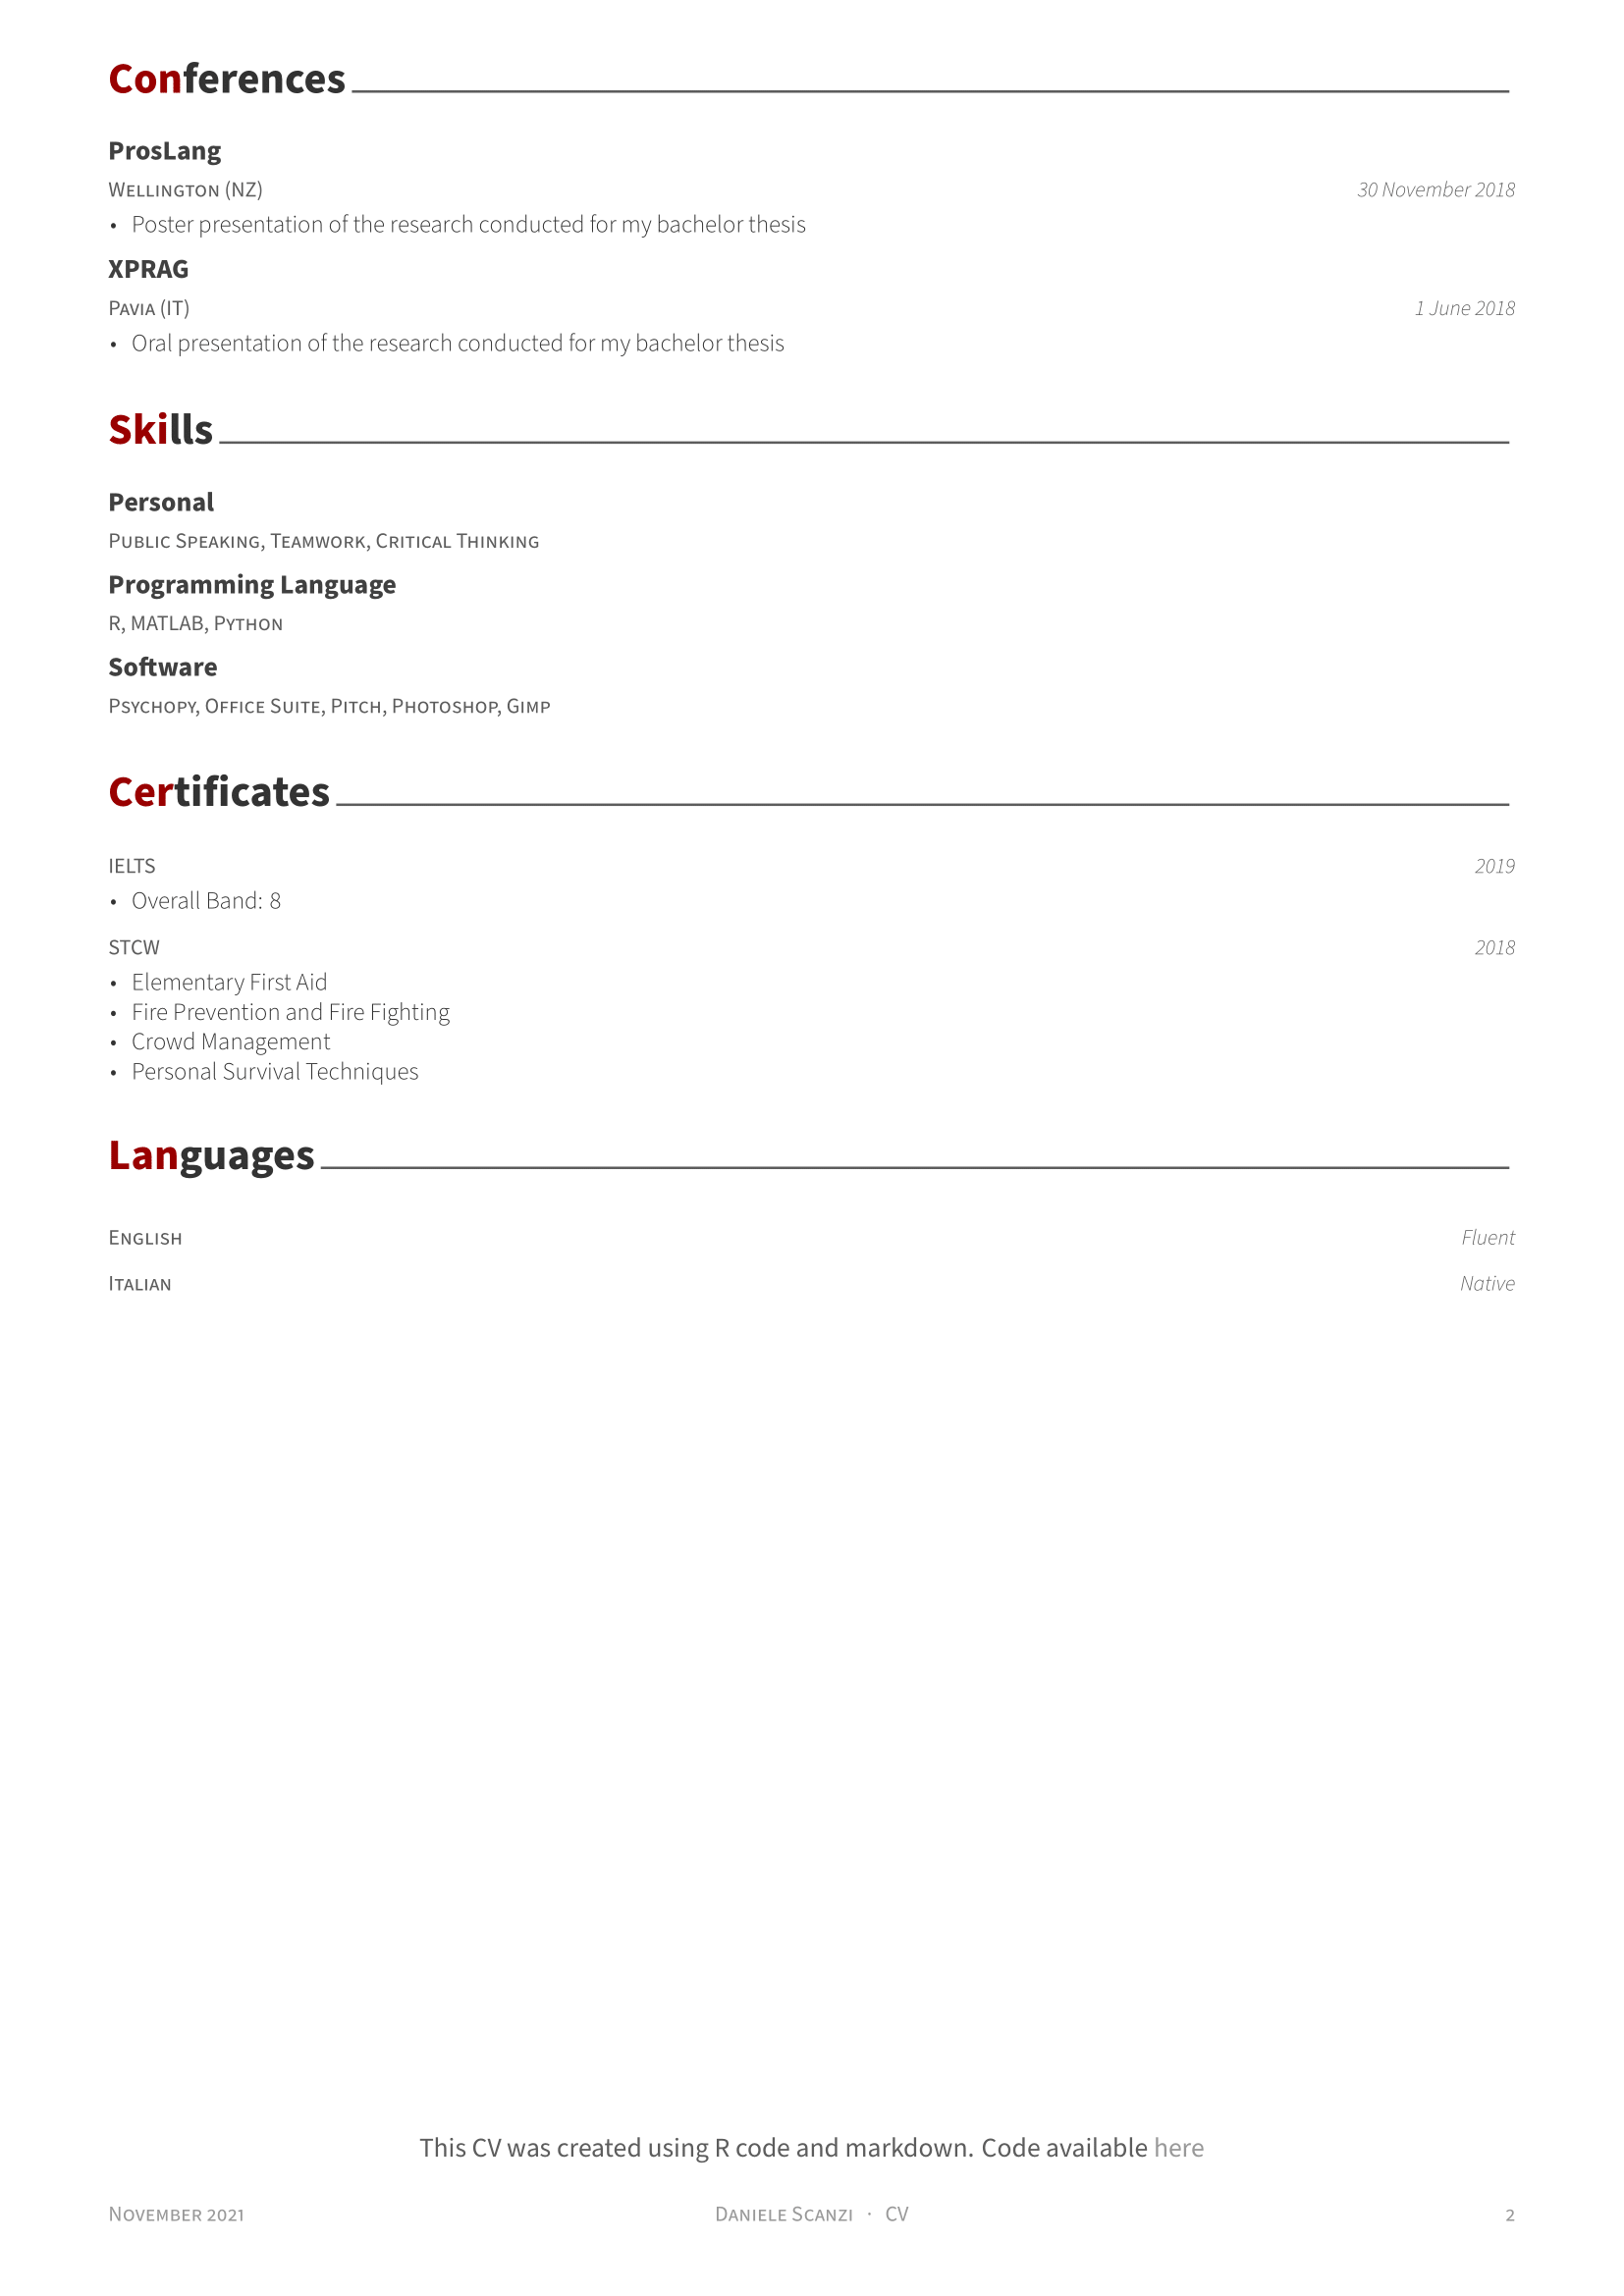 Conferences
ProsLang
Wellington (NZ)
30 November 2018
• Poster presentation of the research conducted for my bachelor thesis
XPRAG
Pavia (IT)
1 June 2018
• Oral presentation of the research conducted for my bachelor thesis
Skills
Personal
Public Speaking, Teamwork, Critical Thinking
Programming Language
R, MATLAB, Python
Software
Psychopy, Office Suite, Pitch, Photoshop, Gimp
Certificates
IELTS
2019
• Overall Band: 8
STCW
2018
• Elementary First Aid
• Fire Prevention and Fire Fighting
• Crowd Management
• Personal Survival Techniques
Languages
English
Fluent
Italian
Native
This CV was created using R code and markdown. Code available here
November 2021
Daniele Scanzi · CV
2